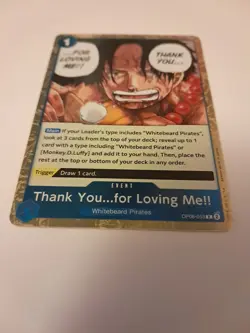 1
...FOR
LOVING
ME!!
THANK
YOU...
Main If your Leader's type includes "Whitebeard Pirates",
look at 3 cards from the top of your deck; reveal up to 1
card with a type including "Whitebeard Pirates" or
[Monkey.D.Luffy] and add it to your hand. Then, place the
rest at the top or bottom of your deck in any order.
Trigger Draw 1 card.
EVENT
Thank You...for Loving Me!!
Whitebeard Pirates